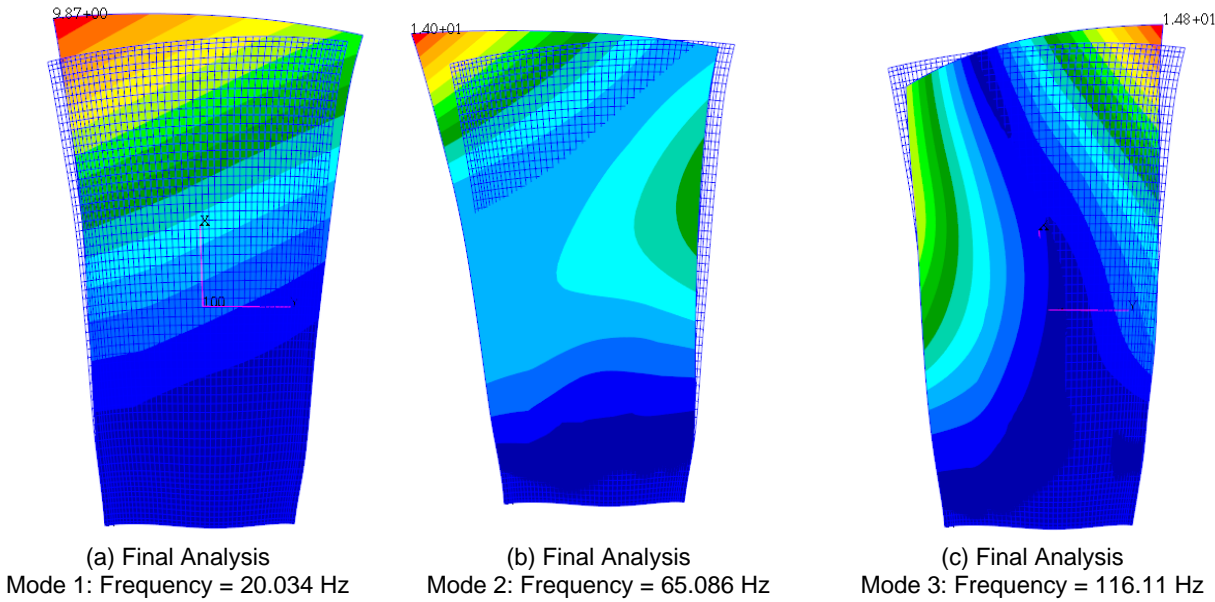 9.87+00
1.40+01
1.48+01
X
100
Y
(a) Final Analysis
Mode 1: Frequency = 20.034 Hz
(b) Final Analysis
Mode 2: Frequency = 65.086 Hz
(c) Final Analysis
Mode 3: Frequency = 116.11 Hz